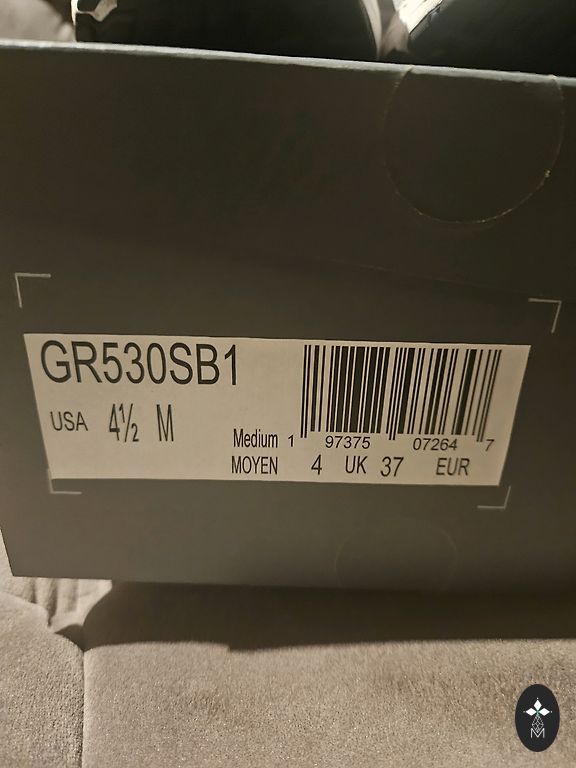 GR530SB1
USA 4½ M
Medium 1 97375 07264 7
MOYEN 4 UK 37 EUR
M